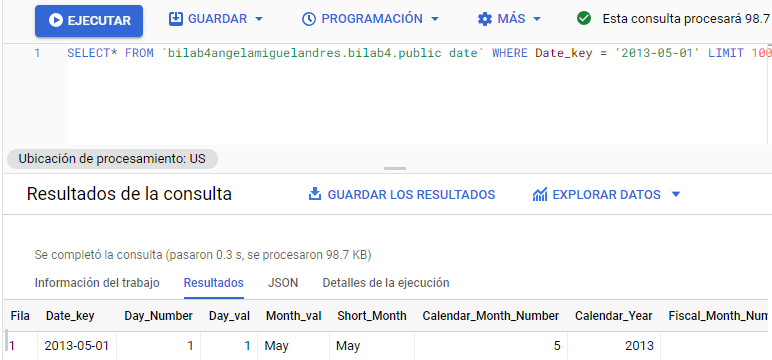 EJECUTAR GUARDAR PROGRAMACIÓN MÁS Esta consulta procesará 98.7
1 SELECT* FROM `bilab4angelamiguelandres.bilab4.public date` WHERE Date_key = '2013-05-01' LIMIT 100
Ubicación de procesamiento: US
Resultados de la consulta GUARDAR LOS RESULTADOS EXPLORAR DATOS
Se completó la consulta (pasaron 0.3 s, se procesaron 98.7 KB)
Información del trabajo Resultados JSON Detalles de la ejecución
Fila Date_key Day_Number Day_val Month_val Short_Month Calendar_Month_Number Calendar_Year Fiscal_Month_Num
1 2013-05-01 1 1 May May 5 2013